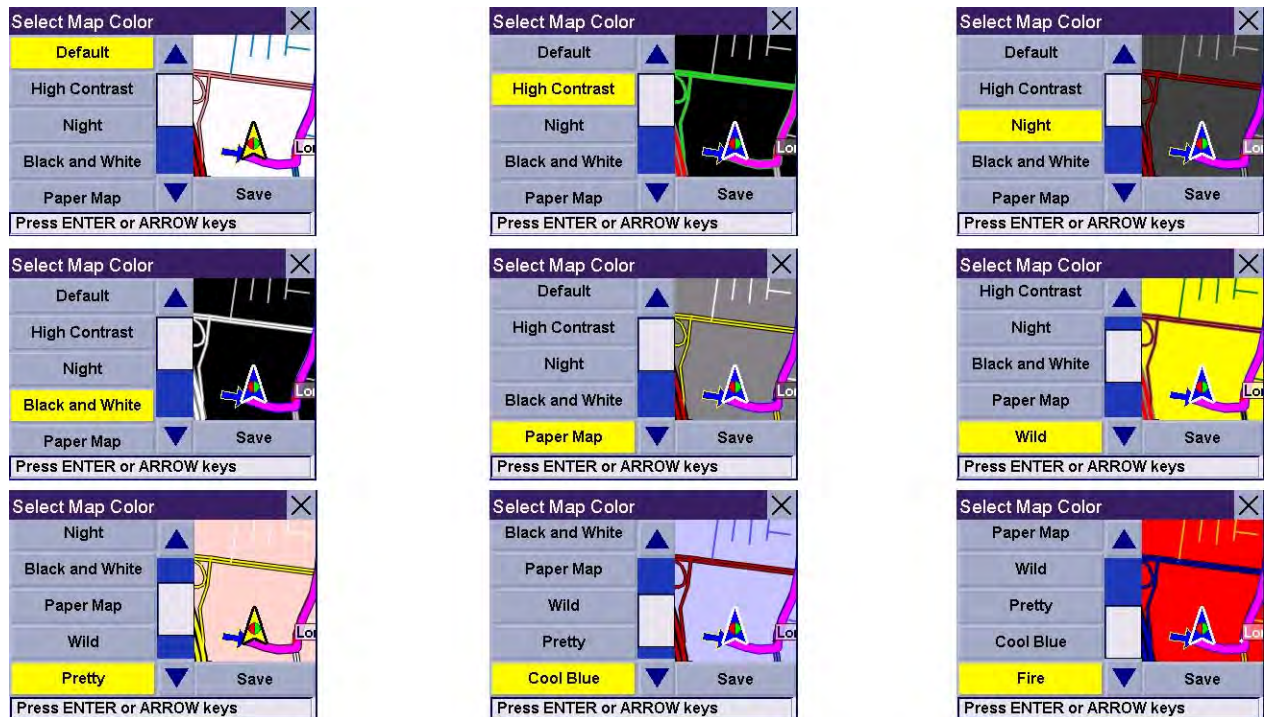 Select Map Color
Default
High Contrast
Night
Black and White
Paper Map
Save
Press ENTER or ARROW keys
Select Map Color
Default
High Contrast
Night
Black and White
Paper Map
Save
Press ENTER or ARROW keys
Select Map Color
Default
High Contrast
Night
Black and White
Paper Map
Save
Press ENTER or ARROW keys
Select Map Color
Default
High Contrast
Night
Black and White
Paper Map
Save
Press ENTER or ARROW keys
Select Map Color
Default
High Contrast
Night
Black and White
Paper Map
Save
Press ENTER or ARROW keys
Select Map Color
High Contrast
Night
Black and White
Paper Map
Wild
Save
Press ENTER or ARROW keys
Select Map Color
Night
Black and White
Paper Map
Wild
Pretty
Save
Press ENTER or ARROW keys
Select Map Color
Black and White
Paper Map
Wild
Pretty
Cool Blue
Save
Press ENTER or ARROW keys
Select Map Color
Paper Map
Wild
Pretty
Cool Blue
Fire
Save
Press ENTER or ARROW keys